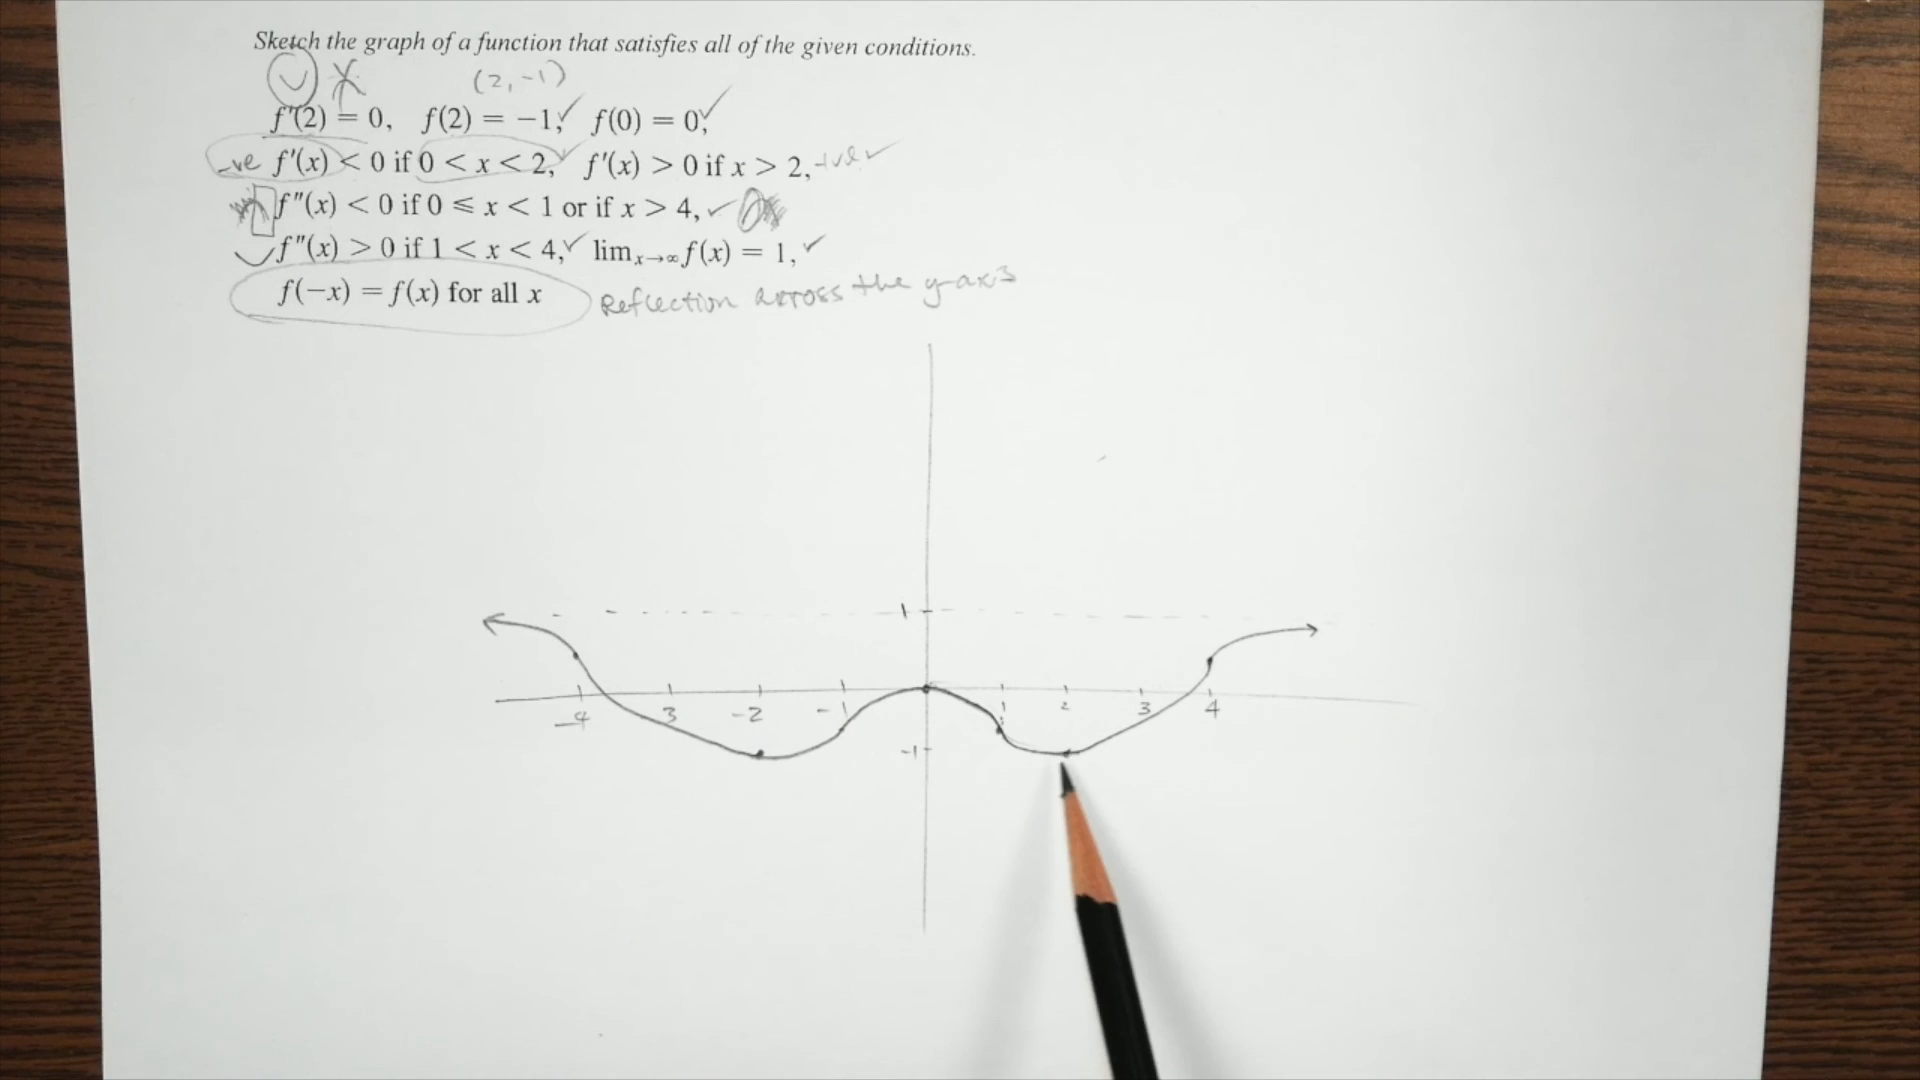 Sketch the graph of a function that satisfies all of the given conditions.
(2, -1)
f'(2) = 0, f(2) = −1, f(0) = 0,
-ve f'(x) < 0 if 0 < x < 2, f'(x) > 0 if x > 2, +ve
f"(x) < 0 if 0 ⩽ x < 1 or if x > 4,
f"(x) > 0 if 1 < x < 4, lim x→∞ f(x) = 1,
f(−x) = f(x) for all x Reflection across the y-axis
1
-4 3 -2 -1 1 2 3 4
-1